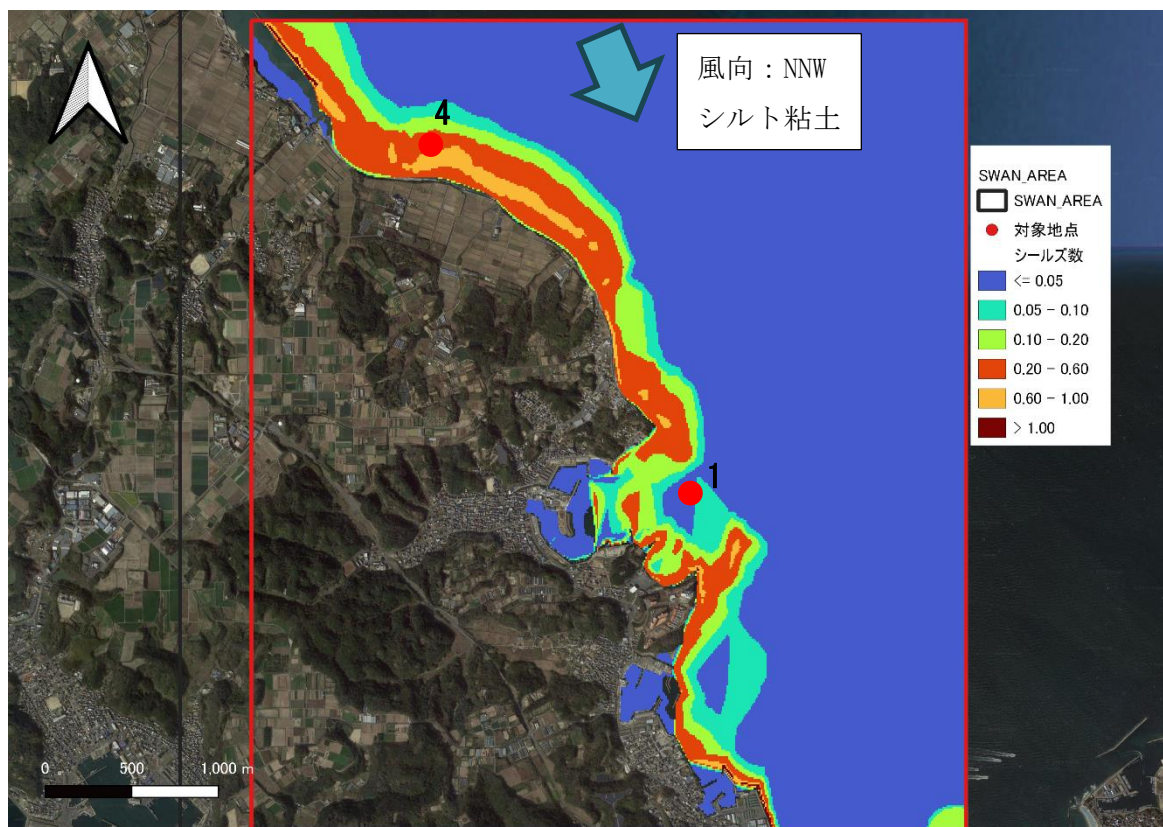 風向：NNW
シルト粘土
4
1
SWAN_AREA
SWAN_AREA
対象地点
シールズ数
<= 0.05
0.05 - 0.10
0.10 - 0.20
0.20 - 0.60
0.60 - 1.00
> 1.00
0 500 1,000 m